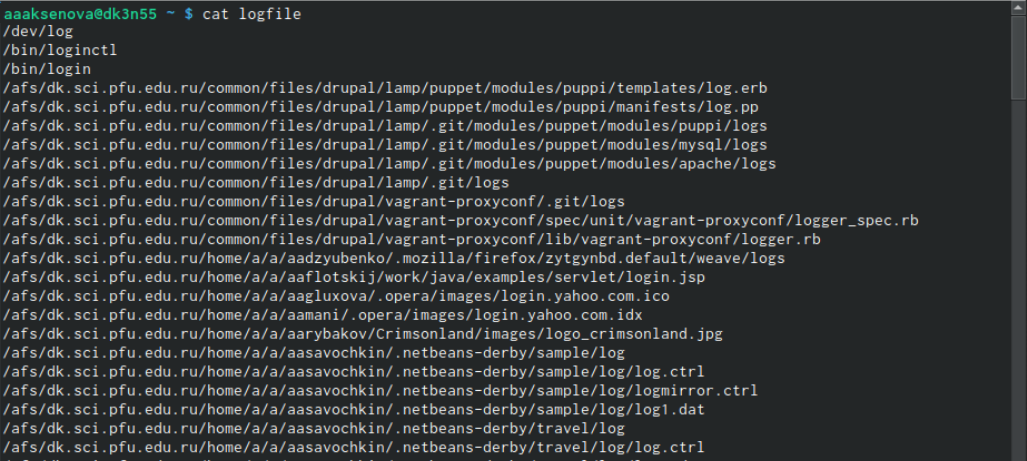 aaaksenova@dk3n55 ~ $ cat logfile
/dev/log
/bin/loginctl
/bin/login
/afs/dk.sci.pfu.edu.ru/common/files/drupal/lamp/puppet/modules/puppi/templates/log.erb
/afs/dk.sci.pfu.edu.ru/common/files/drupal/lamp/puppet/modules/puppi/manifests/log.pp
/afs/dk.sci.pfu.edu.ru/common/files/drupal/lamp/.git/modules/puppet/modules/puppi/logs
/afs/dk.sci.pfu.edu.ru/common/files/drupal/lamp/.git/modules/puppet/modules/mysql/logs
/afs/dk.sci.pfu.edu.ru/common/files/drupal/lamp/.git/modules/puppet/modules/apache/logs
/afs/dk.sci.pfu.edu.ru/common/files/drupal/lamp/.git/logs
/afs/dk.sci.pfu.edu.ru/common/files/drupal/vagrant-proxyconf/.git/logs
/afs/dk.sci.pfu.edu.ru/common/files/drupal/vagrant-proxyconf/spec/unit/vagrant-proxyconf/logger_spec.rb
/afs/dk.sci.pfu.edu.ru/common/files/drupal/vagrant-proxyconf/lib/vagrant-proxyconf/logger.rb
/afs/dk.sci.pfu.edu.ru/home/a/a/aadzyubenko/.mozilla/firefox/zytgynbd.default/weave/logs
/afs/dk.sci.pfu.edu.ru/home/a/a/aaflotskij/work/java/examples/servlet/login.jsp
/afs/dk.sci.pfu.edu.ru/home/a/a/aagluxova/.opera/images/login.yahoo.com.ico
/afs/dk.sci.pfu.edu.ru/home/a/a/aamani/.opera/images/login.yahoo.com.idx
/afs/dk.sci.pfu.edu.ru/home/a/a/aarybakov/Crimsonland/images/logo_crimsonland.jpg
/afs/dk.sci.pfu.edu.ru/home/a/a/aasavochkin/.netbeans-derby/sample/log
/afs/dk.sci.pfu.edu.ru/home/a/a/aasavochkin/.netbeans-derby/sample/log/log.ctrl
/afs/dk.sci.pfu.edu.ru/home/a/a/aasavochkin/.netbeans-derby/sample/log/logmirror.ctrl
/afs/dk.sci.pfu.edu.ru/home/a/a/aasavochkin/.netbeans-derby/sample/log/log1.dat
/afs/dk.sci.pfu.edu.ru/home/a/a/aasavochkin/.netbeans-derby/travel/log
/afs/dk.sci.pfu.edu.ru/home/a/a/aasavochkin/.netbeans-derby/travel/log/log.ctrl